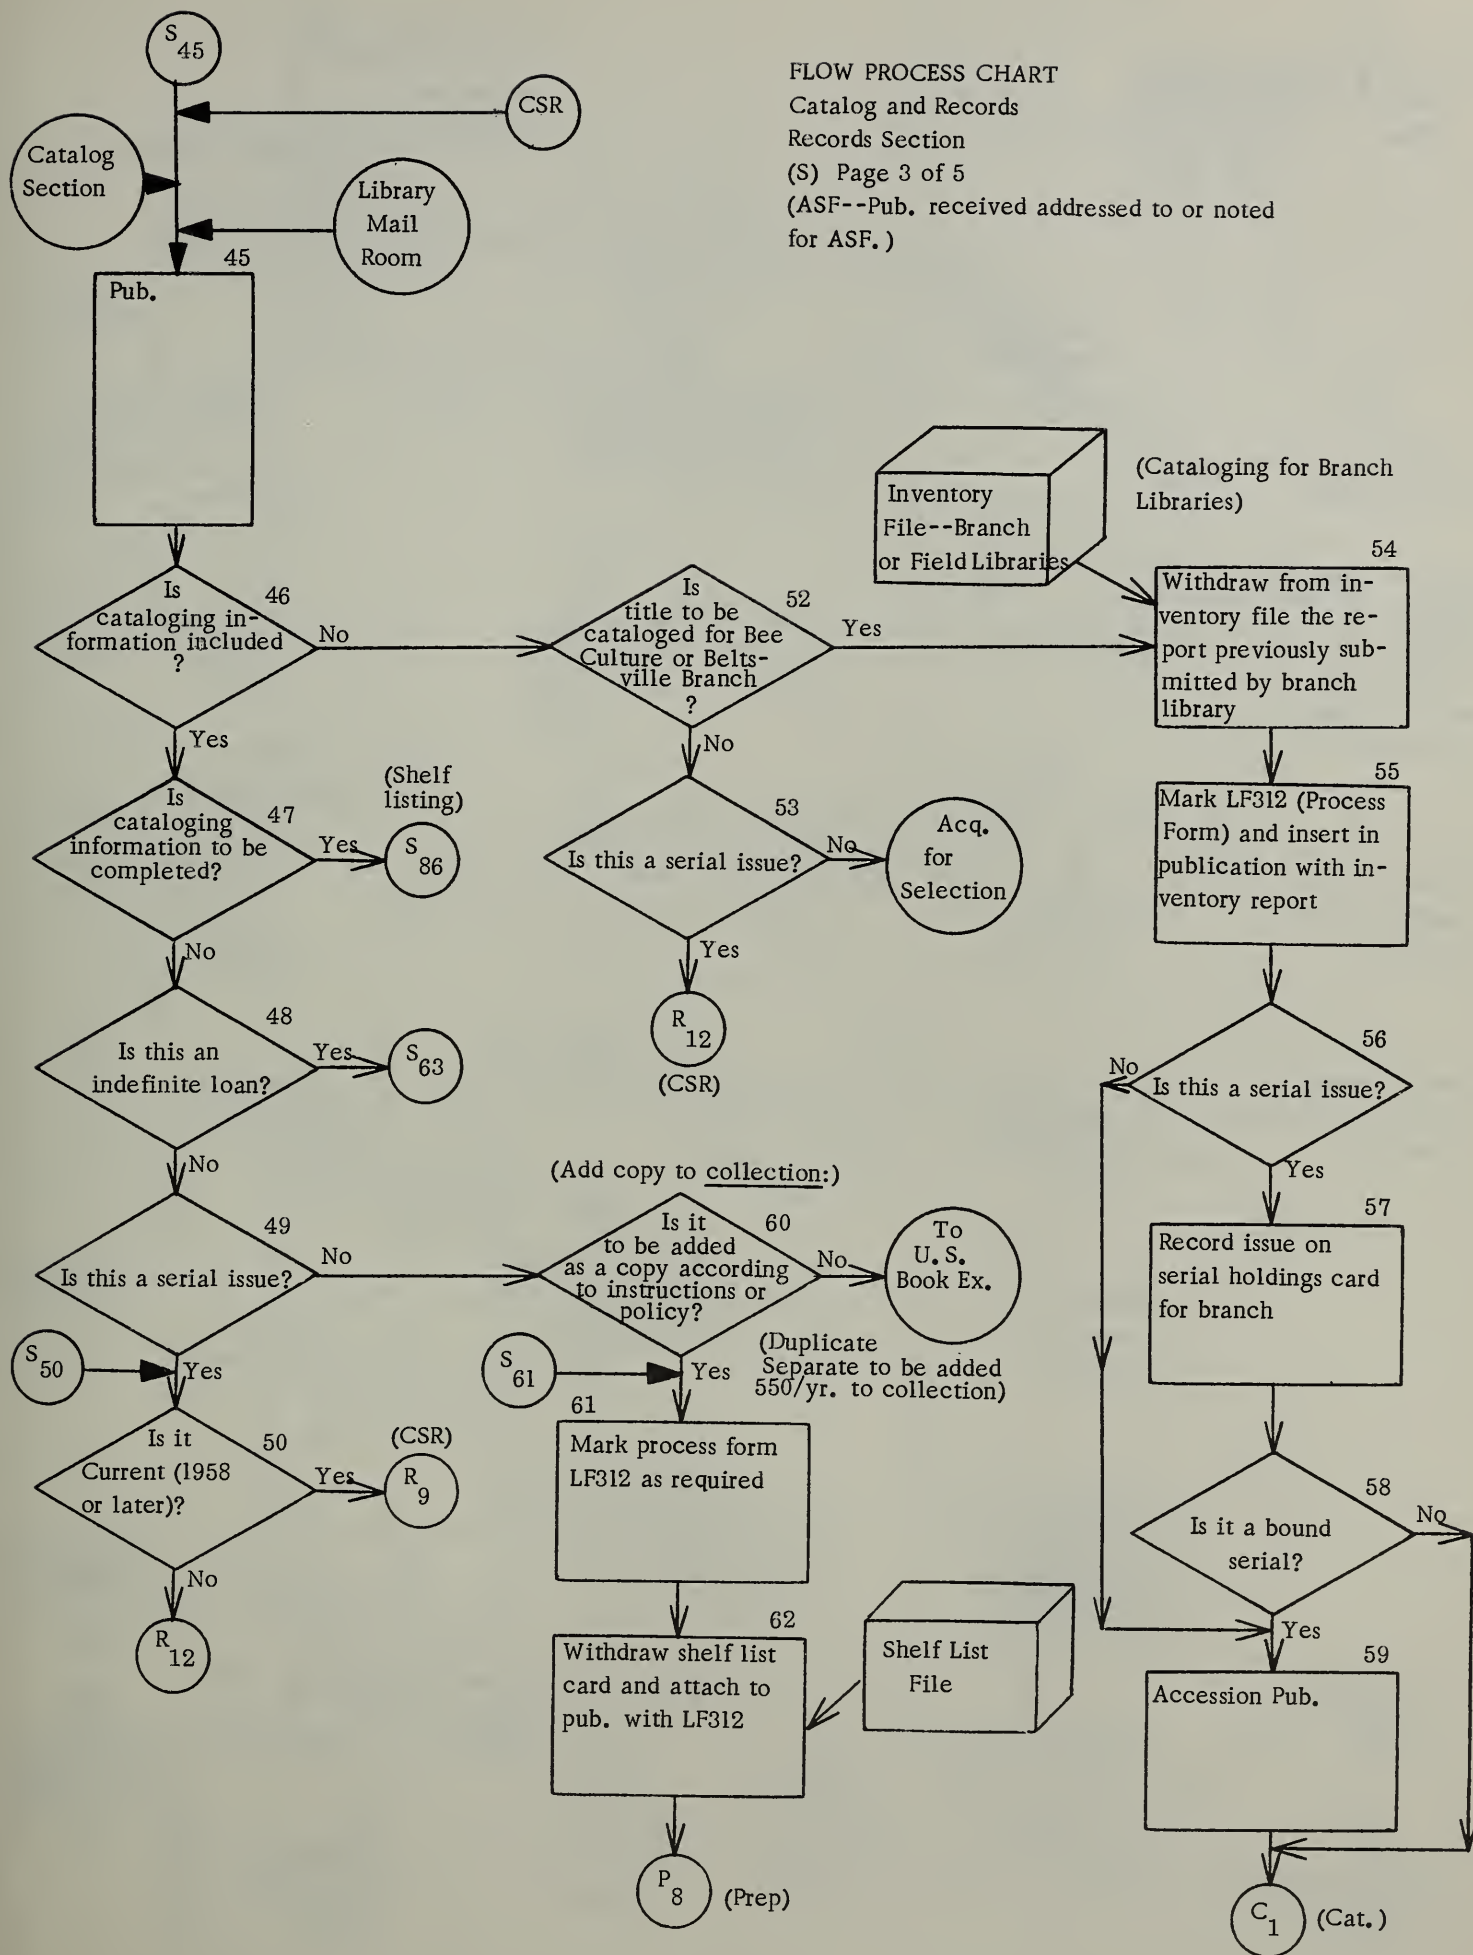 S
45
CSR
FLOW PROCESS CHART
Catalog and Records
Records Section
(S) Page 3 of 5
(ASF--Pub. received addressed to or noted
for ASF.)
Catalog
Section
Library
Mail
Room
45
Pub.
46
Is
cataloging in-
formation included
?
No
Yes
52
Is
title to be
cataloged for Bee
Culture or Belts-
ville Branch
?
Yes
No
Inventory
File--Branch
or Field Libraries
(Cataloging for Branch
Libraries)
54
Withdraw from in-
ventory file the re-
port previously sub-
mitted by branch
library
47
Is
cataloging
information to be
completed?
Yes
(Shelf
listing)
S
86
No
53
Is this a serial issue?
No
Acq.
for
Selection
Yes
R
12
(CSR)
55
Mark LF312 (Process
Form) and insert in
publication with in-
ventory report
48
Is this an
indefinite loan?
Yes
S
63
No
56
Is this a serial issue?
No
Yes
49
Is this a serial issue?
No
(Add copy to collection:)
60
Is it
to be added
as a copy according
to instructions or
policy?
No
To
U. S.
Book Ex.
57
Record issue on
serial holdings card
for branch
S
50
Yes
S
61
Yes
(Duplicate
Separate to be added
550/yr. to collection)
50
Is it
Current (1958
or later)?
Yes
(CSR)
R
9
No
R
12
61
Mark process form
LF312 as required
58
Is it a bound
serial?
No
Yes
62
Withdraw shelf list
card and attach to
pub. with LF312
Shelf List
File
59
Accession Pub.
P
8
(Prep)
C
1
(Cat.)